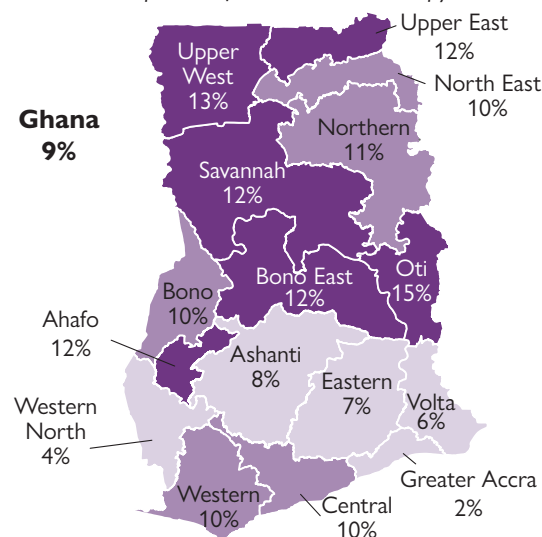 Upper East
12%
Upper
West
13%
North East
10%
Ghana
9%
Northern
11%
Savannah
12%
Oti
15%
Bono East
12%
Bono
10%
Ahafo
12%
Ashanti
8%
Eastern
7%
Volta
6%
Western
North
4%
Greater Accra
2%
Western
10%
Central
10%